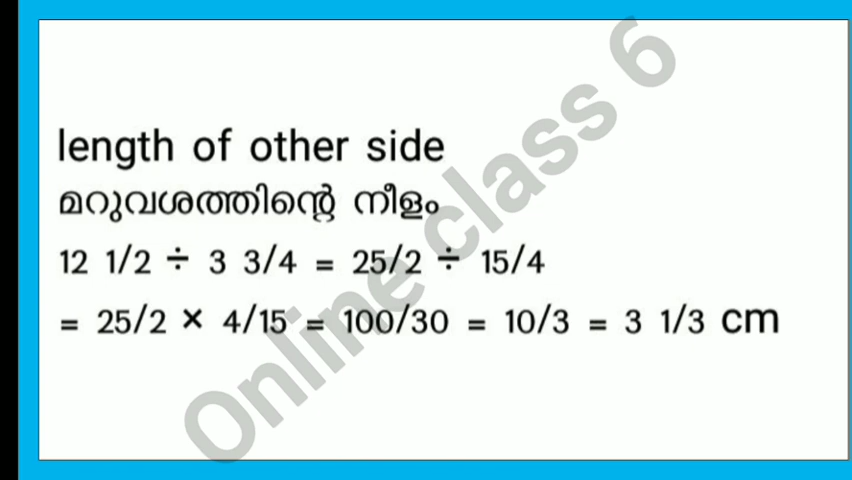 length of other side
മറുവശത്തിന്റെ നീളം
12 1/2 ÷ 3 3/4 = 25/2 ÷ 15/4
= 25/2 × 4/15 = 100/30 = 10/3 = 3 1/3 cm
Online class 6